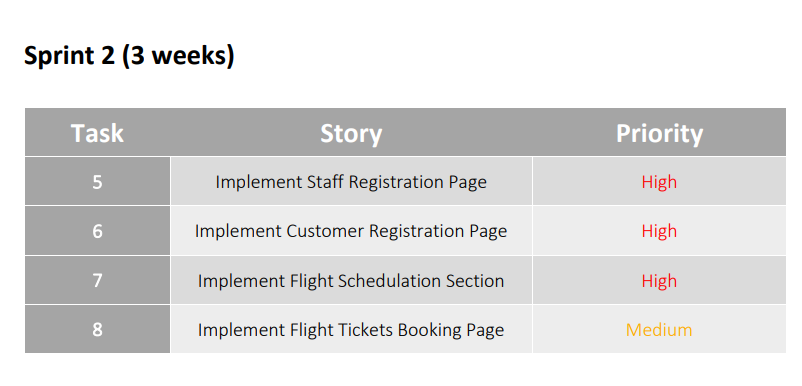 Sprint 2 (3 weeks)
Task Story Priority
5 Implement Staff Registration Page High
6 Implement Customer Registration Page High
7 Implement Flight Schedulation Section High
8 Implement Flight Tickets Booking Page Medium